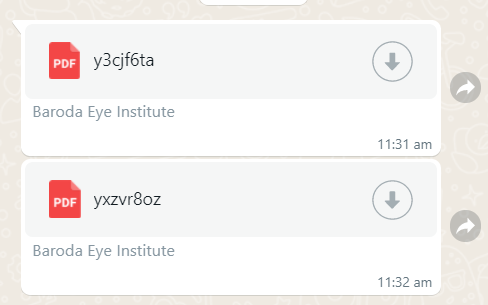 PDF y3cjf6ta
Baroda Eye Institute
11:31 am
PDF yxzvr8oz
Baroda Eye Institute
11:32 am